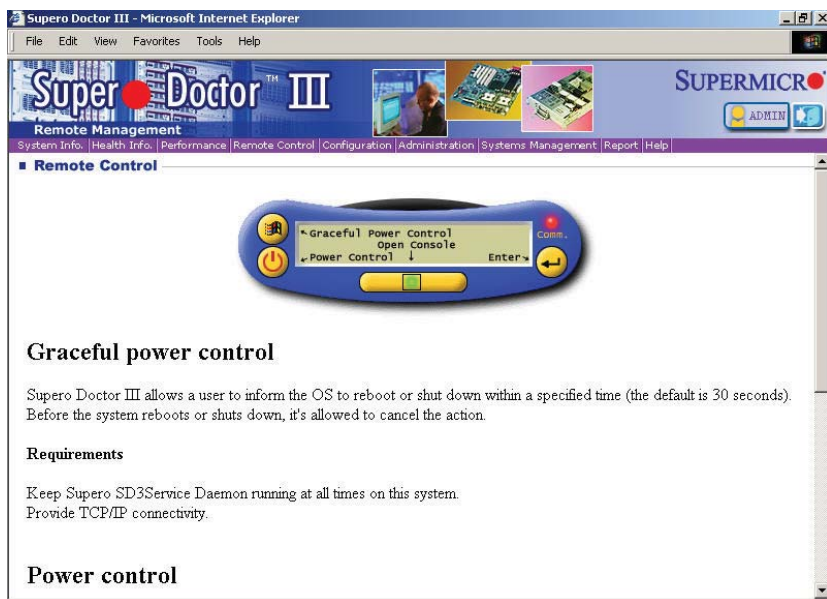 Supero Doctor III - Microsoft Internet Explorer
File Edit View Favorites Tools Help
Super Doctor™ III
SUPERMICRO
Remote Management
ADMIN
System Info. |Health Info. |Performance |Remote Control |Configuration |Administration |Systems Management |Report |Help|
Remote Control
Graceful Power Control
Open Console
Power Control ↓ Enter
Comm.
Graceful power control
Supero Doctor III allows a user to inform the OS to reboot or shut down within a specified time (the default is 30 seconds).
Before the system reboots or shuts down, it's allowed to cancel the action.
Requirements
Keep Supero SD3Service Daemon running at all times on this system.
Provide TCP/IP connectivity.
Power control